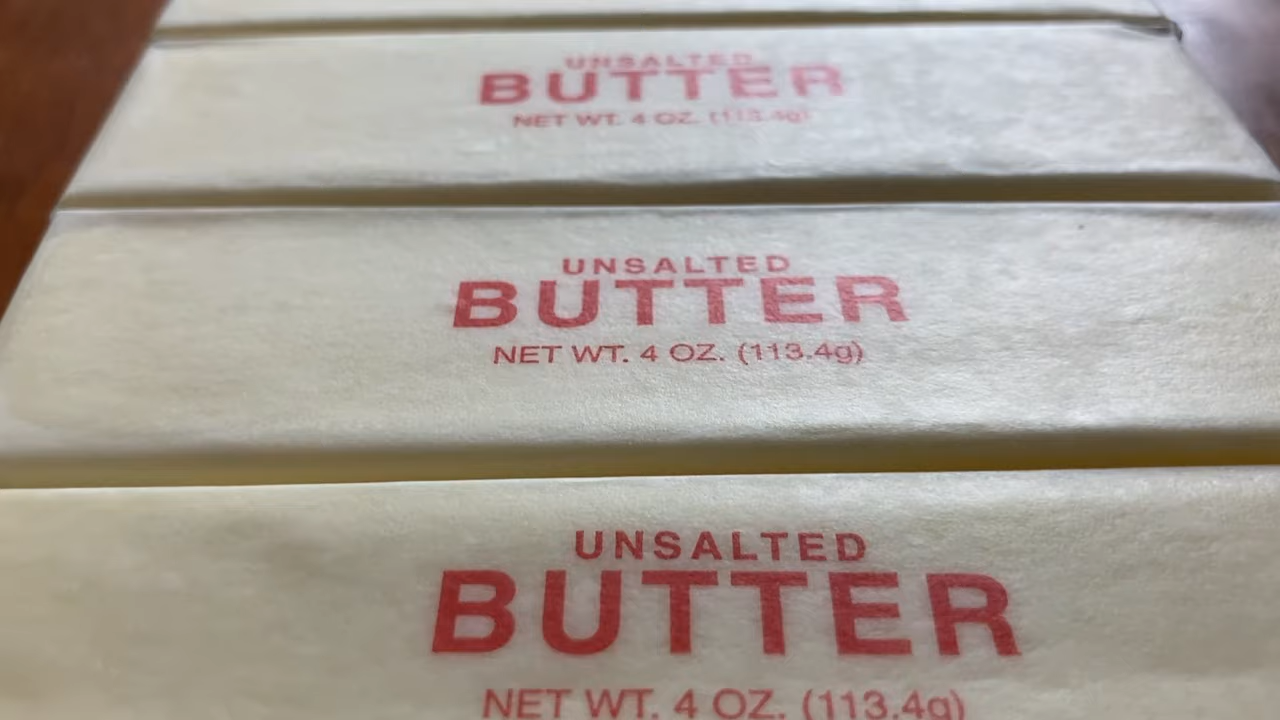 UNSALTED
BUTTER
NET WT. 4 OZ. (113.4g)
UNSALTED
BUTTER
NET WT. 4 OZ. (113.4g)
UNSALTED
BUTTER
NET WT. 4 OZ. (113.4g)